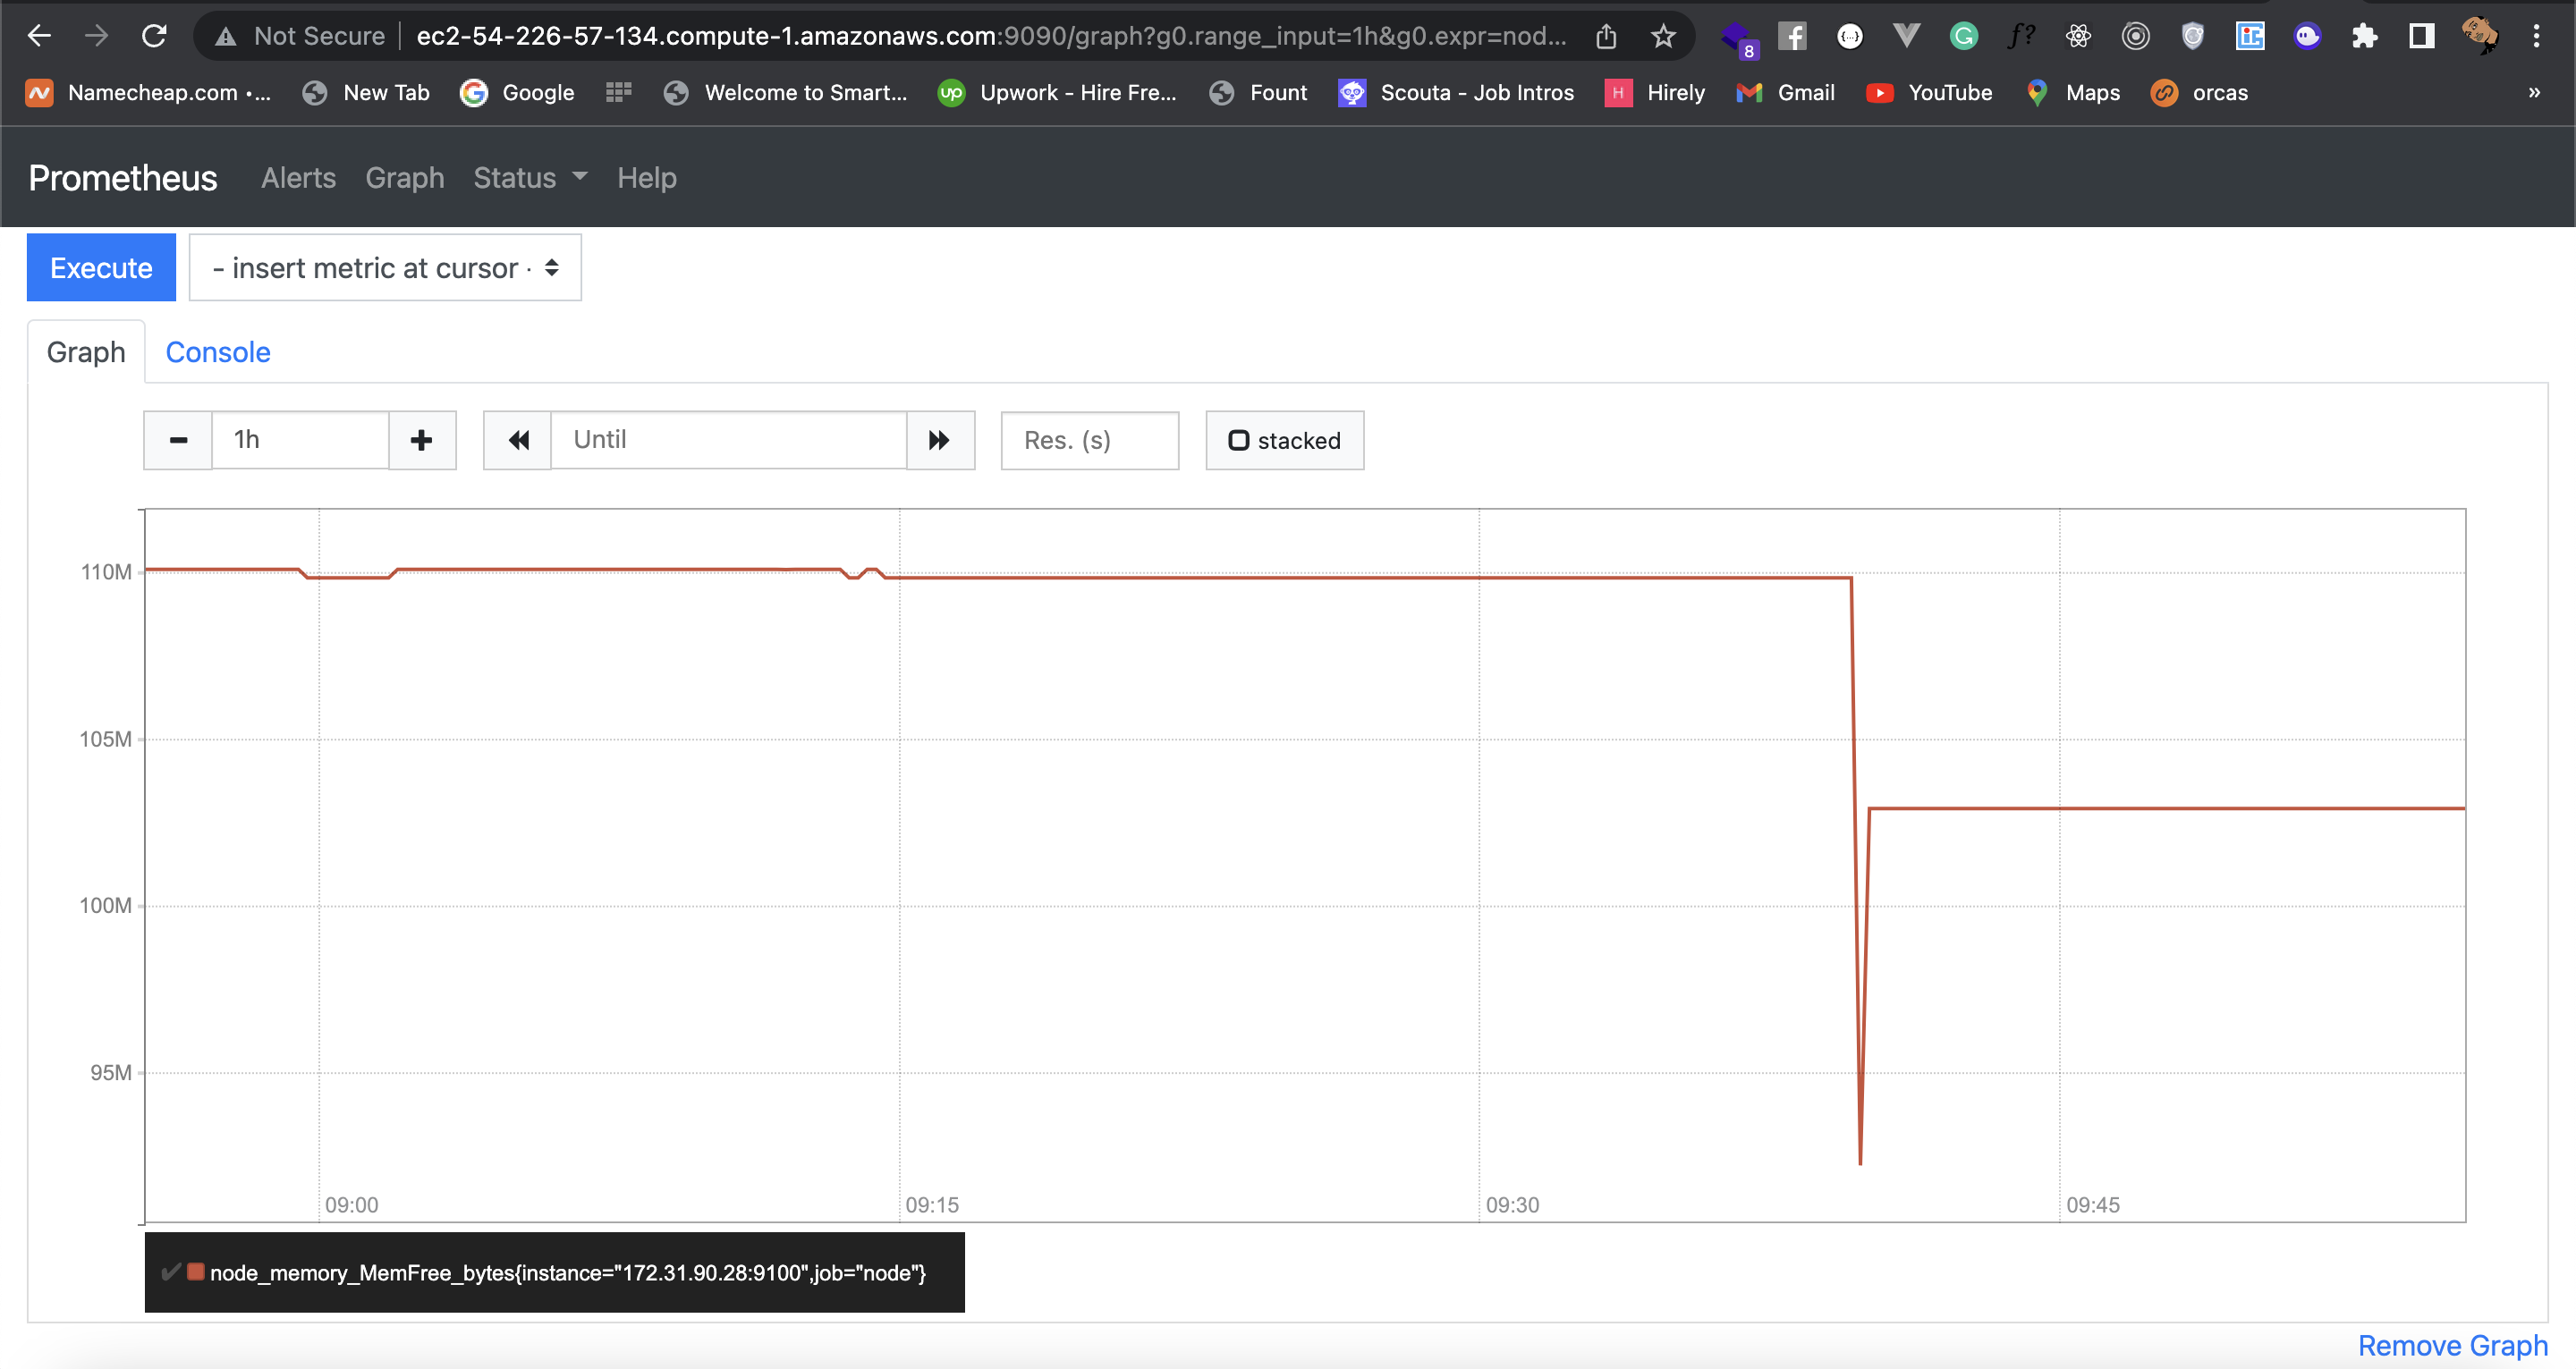 Not Secure ec2-54-226-57-134.compute-1.amazonaws.com:9090/graph?g0.range_input=1h&g0.expr=nod... f G f? 8
Namecheap.com •... New Tab Google Welcome to Smart... up Upwork - Hire Fre... Fount Scouta - Job Intros H Hirely Gmail YouTube Maps orcas »
Prometheus Alerts Graph Status Help
Execute - insert metric at cursor -
Graph Console
1h Until Res. (s) stacked
110M
105M
100M
95M
09:00 09:15 09:30 09:45
✔ node_memory_MemFree_bytes{instance="172.31.90.28:9100",job="node"}
Remove Graph